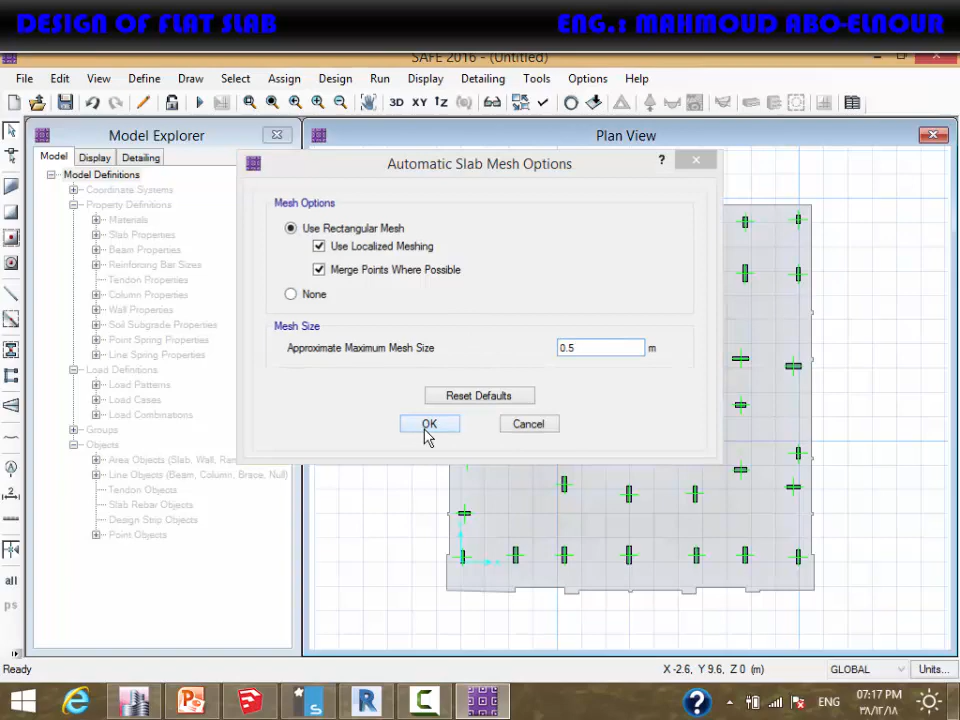 DESIGN OF FLAT SLAB
ENG.: MAHMOUD ABO-ELNOUR
SAFE 2016 - (Untitled)
File Edit View Define Draw Select Assign Design Run Display Detailing Tools Options Help
3D XY
Model Explorer
Plan View
Model Display Detailing
Model Definitions
Coordinate Systems
Property Definitions
Materials
Slab Properties
Beam Properties
Reinforcing Bar Sizes
Tendon Properties
Column Properties
Wall Properties
Soil Subgrade Properties
Point Spring Properties
Line Spring Properties
Load Definitions
Load Patterns
Load Cases
Load Combinations
Groups
Objects
Area Objects (Slab, Wall, Ram
Line Objects (Beam, Column, Brace, Null)
Tendon Objects
Slab Rebar Objects
Design Strip Objects
Point Objects
Automatic Slab Mesh Options
?
Mesh Options
Use Rectangular Mesh
Use Localized Meshing
Merge Points Where Possible
None
Mesh Size
Approximate Maximum Mesh Size 0.5 m
Reset Defaults
OK Cancel
all
ps
Ready
X -2.6, Y 9.6, Z 0 (m)
GLOBAL
Units...
ENG
07:17 PM
٣٨/١٢/١٨